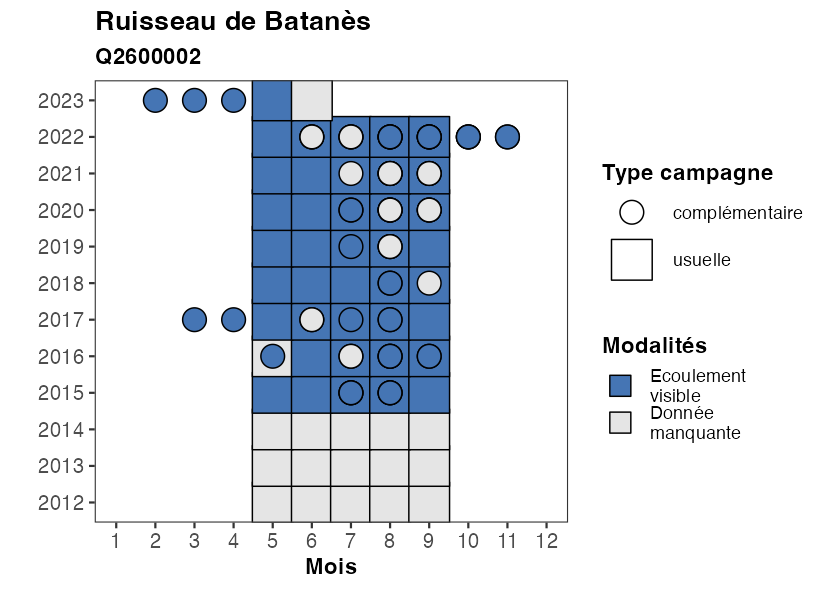 Ruisseau de Batanès
Q2600002
2023
2022
2021
2020
2019
2018
2017
2016
2015
2014
2013
2012
1 2 3 4 5 6 7 8 9 10 11 12
Mois
Type campagne
complémentaire
usuelle
Modalités
Ecoulement
visible
Donnée
manquante